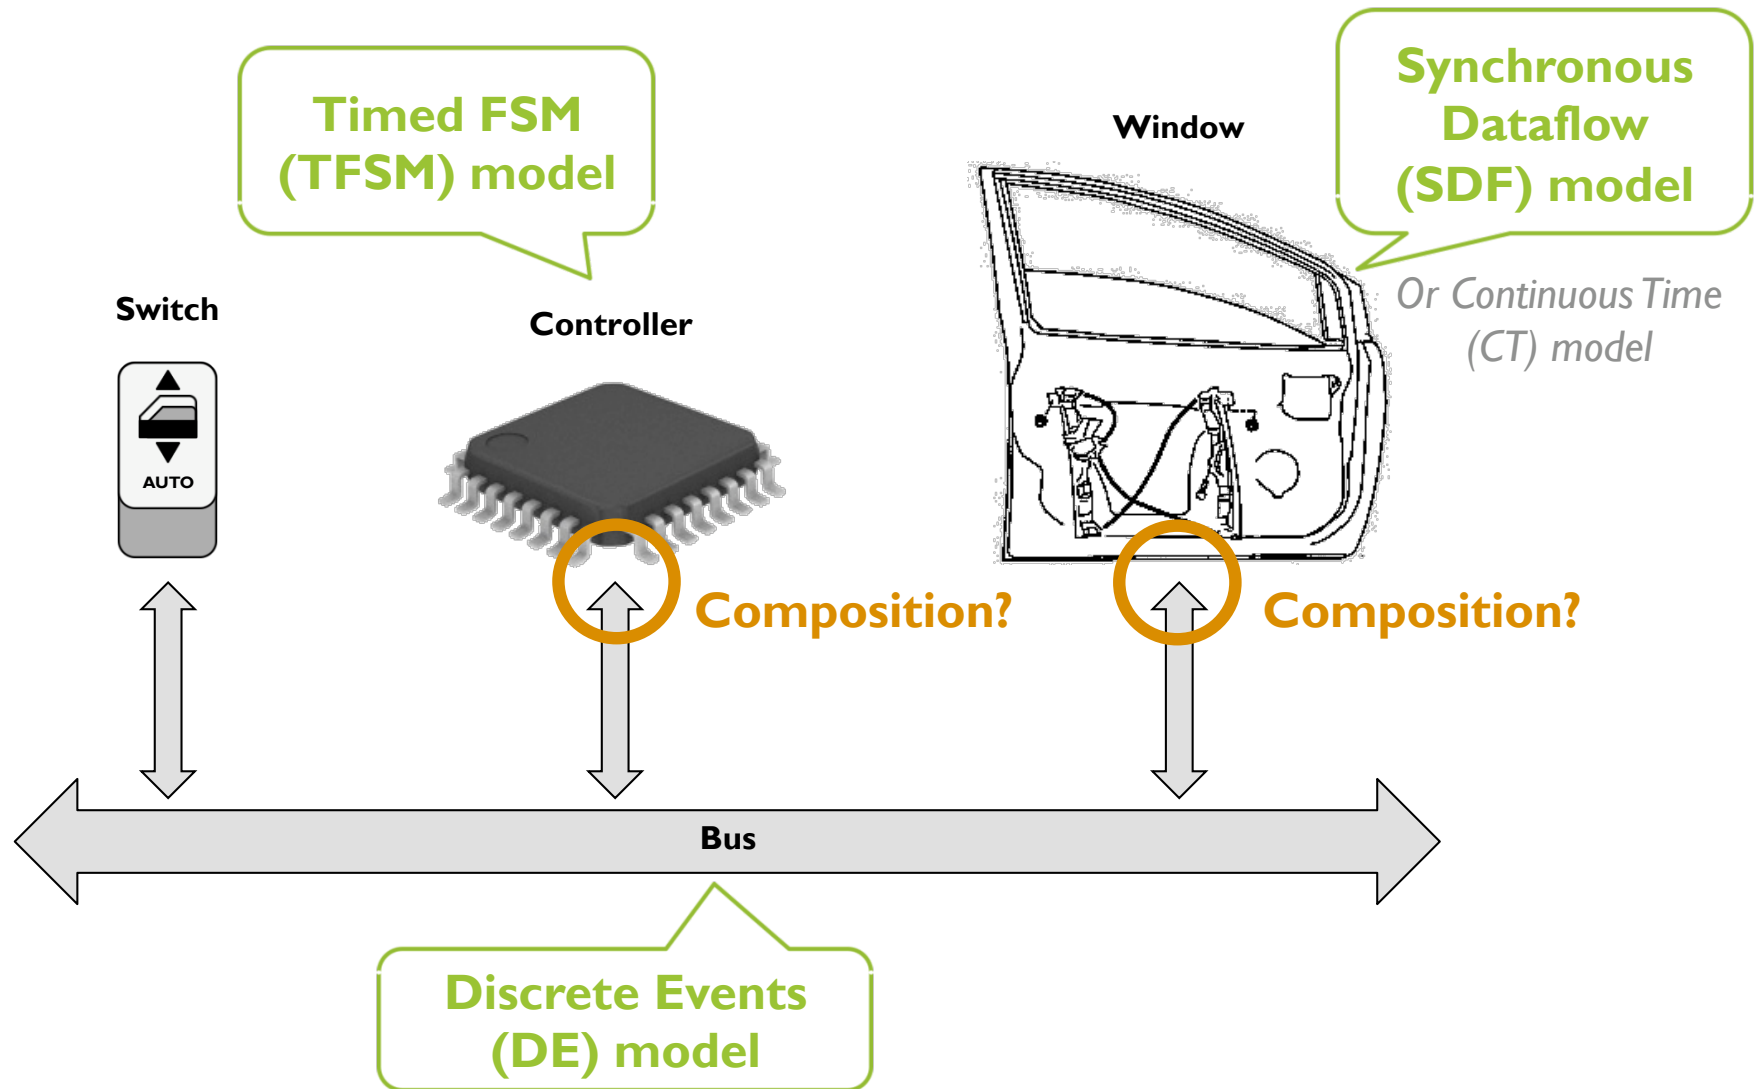 Timed FSM
(TFSM) model
Synchronous
Dataflow
(SDF) model
Window
Or Continuous Time
(CT) model
Switch
Controller
AUTO
Composition?
Composition?
Bus
Discrete Events
(DE) model